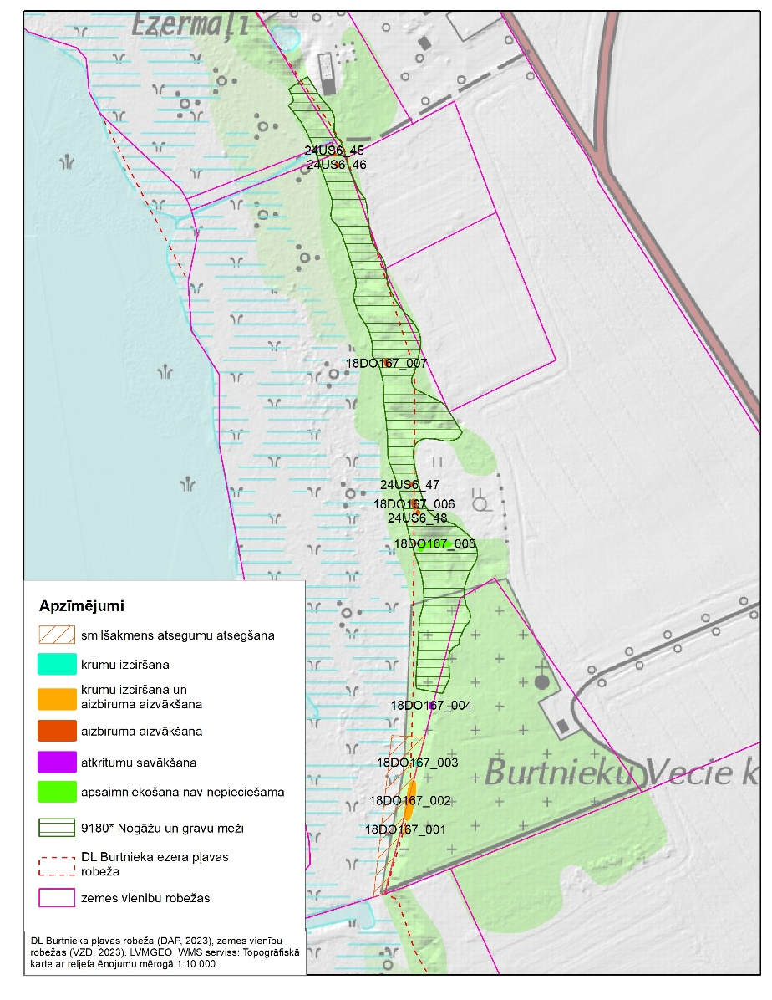 Ezermaļi
24US6_45
24US6_46
18DO167_007
24US6_47
18DO167_006
24US6_48
18DO167_005
18DO167_004
18DO167_003
Burtnieku Vecie k
18DO167_002
18DO167_001
Apzīmējumi
smilšakmens atsegumu atsegšana
krūmu izciršana
krūmu izciršana un
aizbiruma aizvākšana
aizbiruma aizvākšana
atkritumu savākšana
apsaimniekošana nav nepieciešama
9180* Nogāžu un gravu meži
DL Burtnieka ezera pļavas
robeža
zemes vienību robežas
DL Burtnieka pļavas robeža (DAP, 2023), zemes vienību
robežas (VZD, 2023). LVMGEO WMS serviss: Topogrāfiskā
karte ar reljefa ēnojumu mērogā 1:10 000.